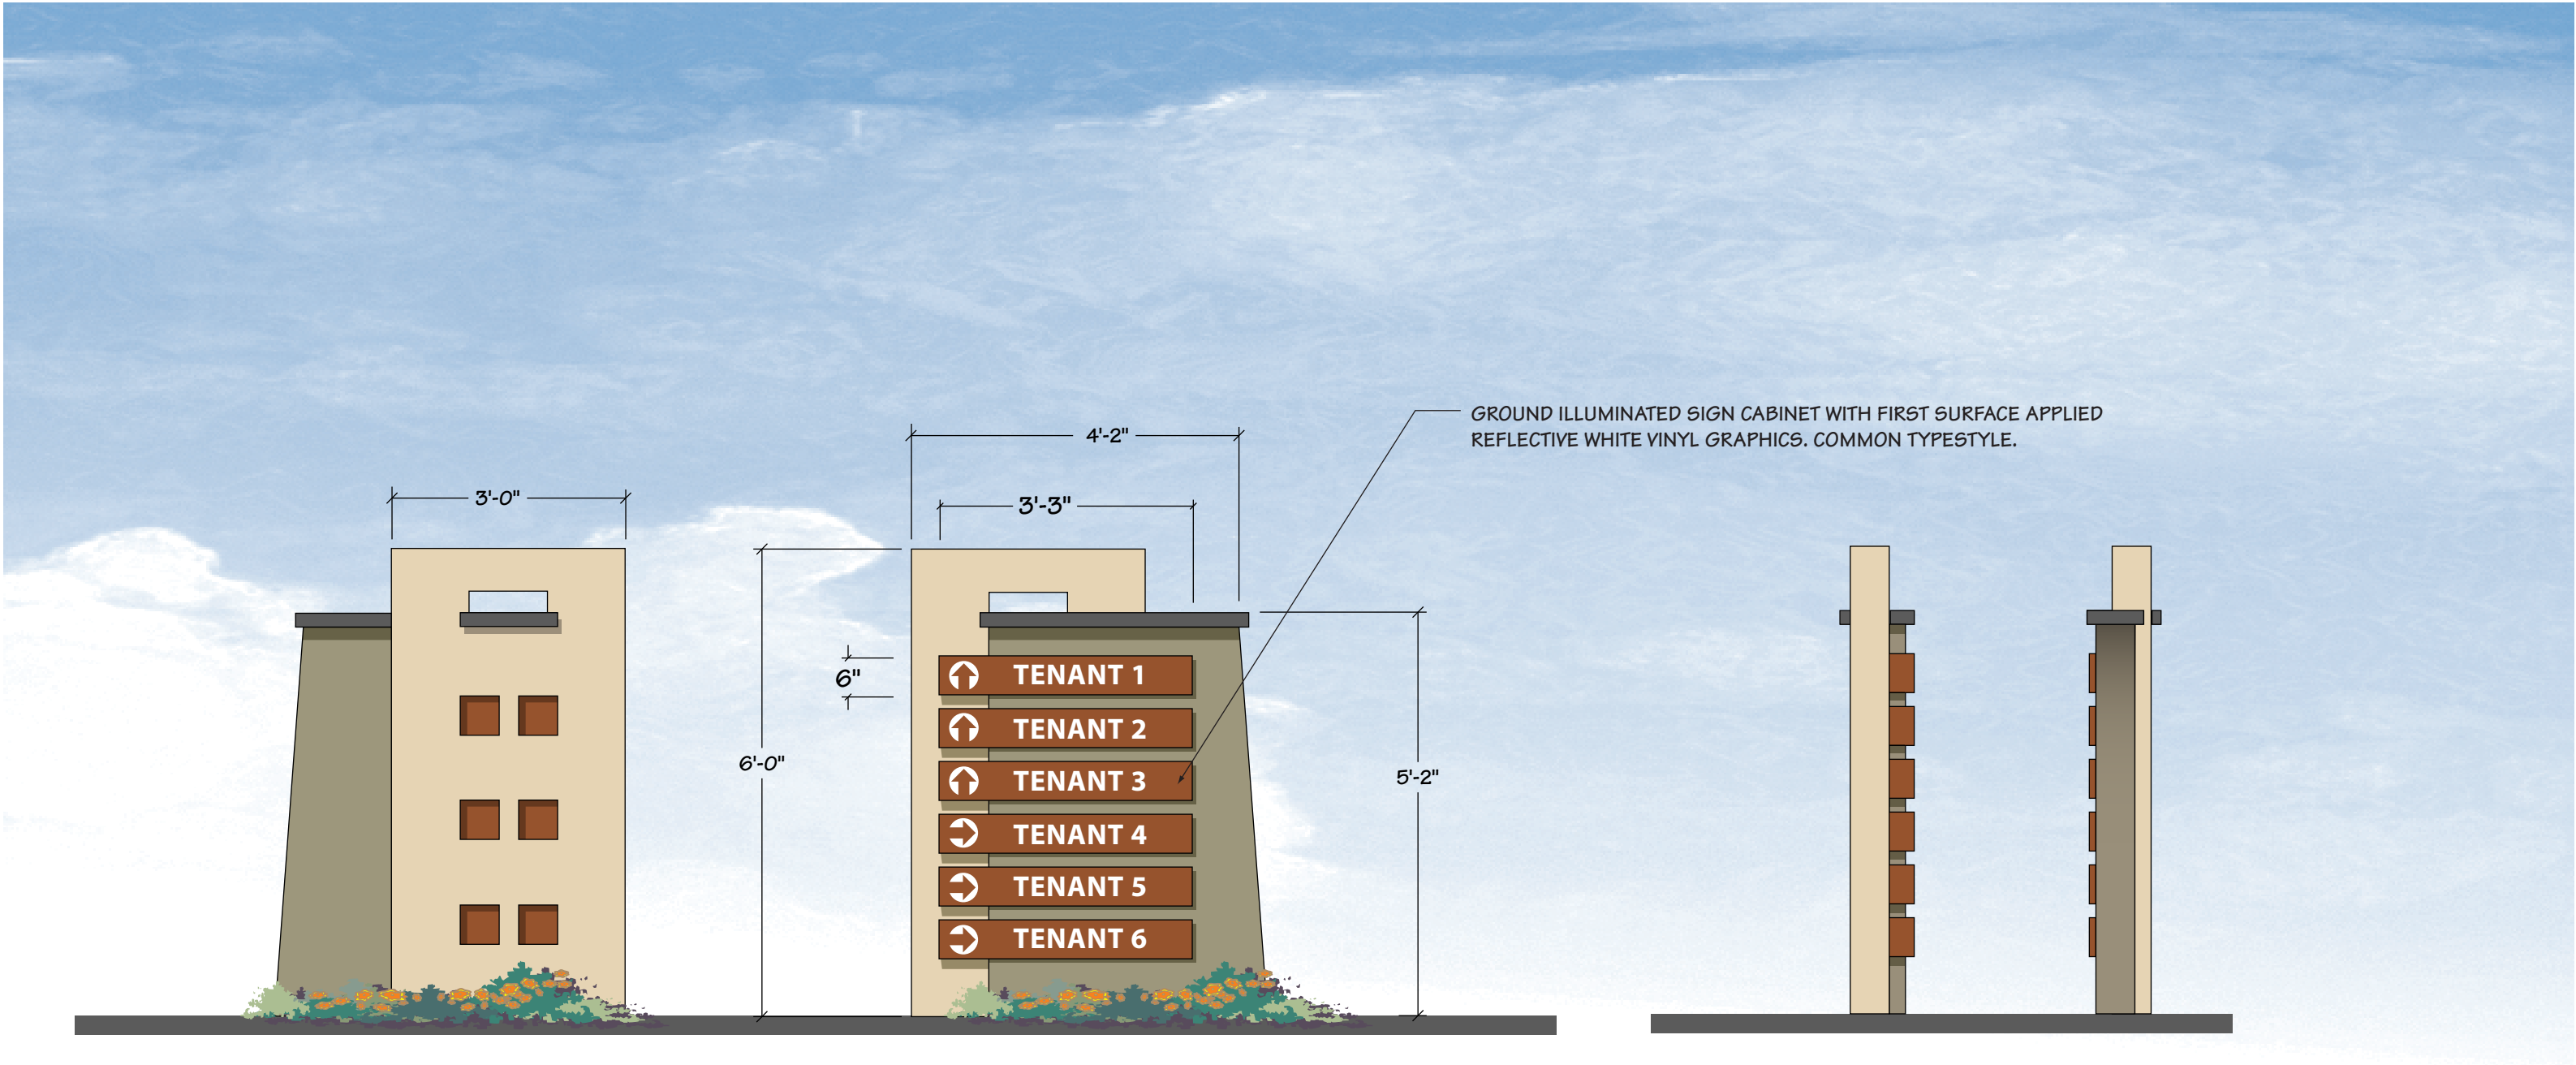 GROUND ILLUMINATED SIGN CABINET WITH FIRST SURFACE APPLIED
REFLECTIVE WHITE VINYL GRAPHICS. COMMON TYPESTYLE.
4'-2"
3'-0"
3'-3"
6"
6'-0"
5'-2"
TENANT 1
TENANT 2
TENANT 3
TENANT 4
TENANT 5
TENANT 6